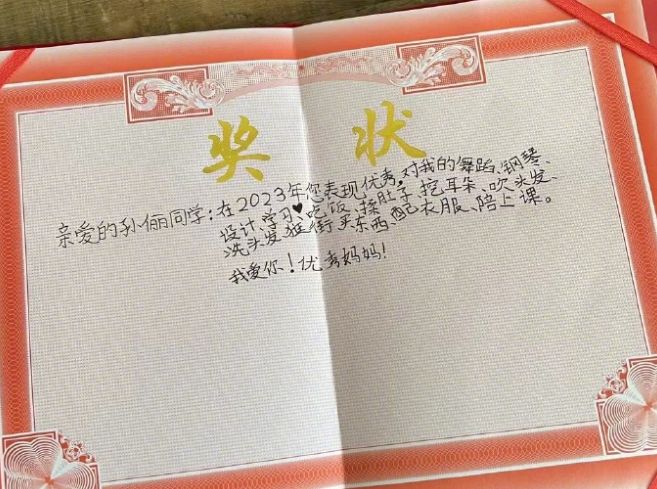 奖 状
亲爱的孙俪同学：在2023年您表现优秀，对我的舞蹈、钢琴、
设计、学习♥吃饭、揉肚子、挖耳朵、吹头发、
洗头发、逛街买东西、配衣服、陪上课。
我爱你！优秀妈妈！